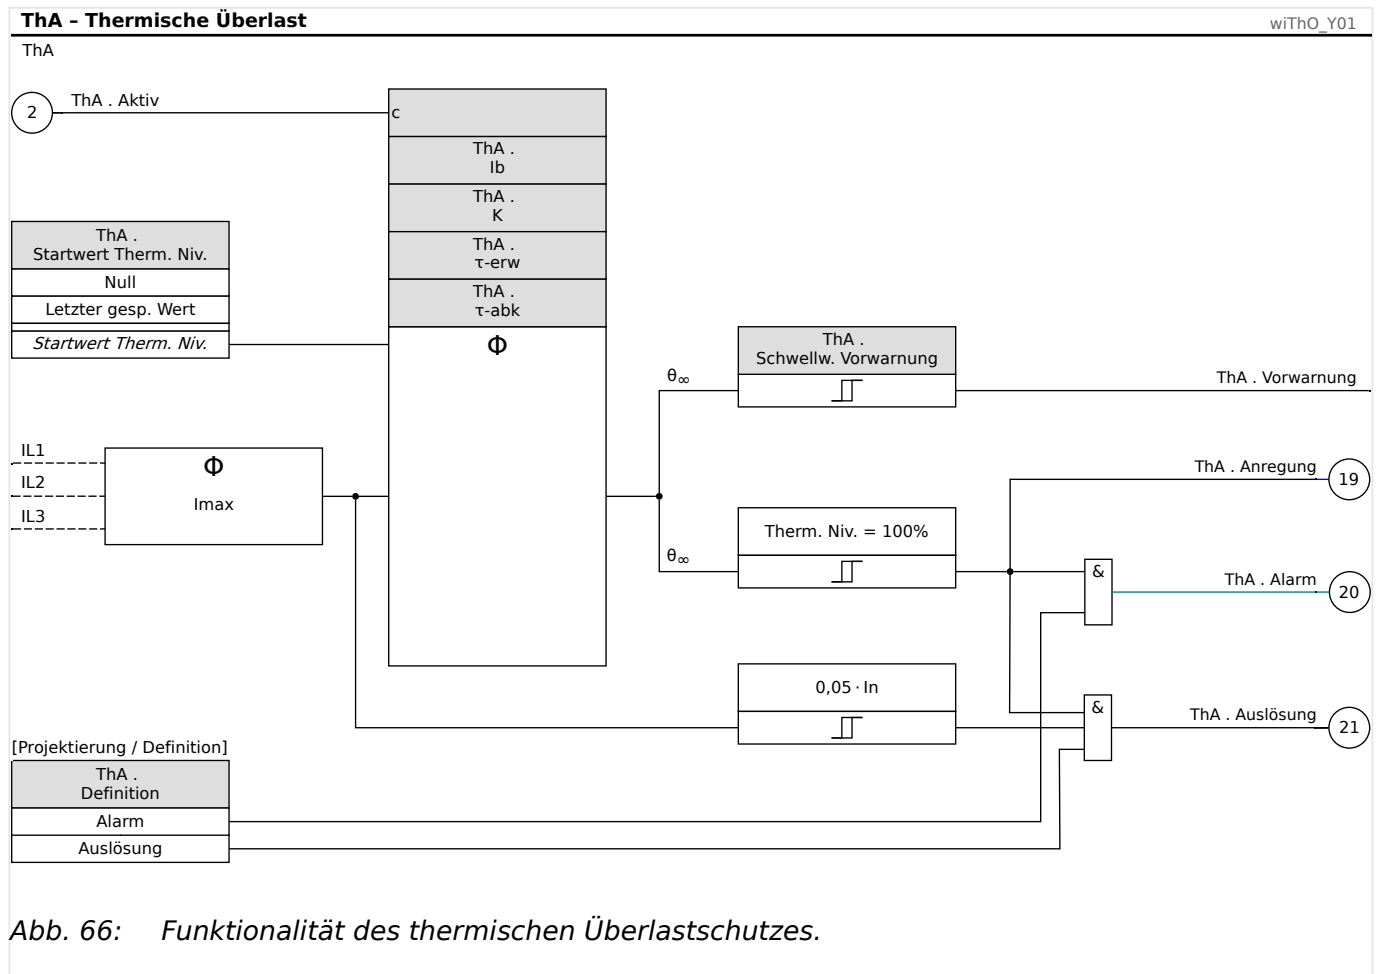 ThA – Thermische Überlast
wiThO_Y01
ThA
2
ThA . Aktiv
c
ThA .
Ib
ThA .
K
ThA .
τ-erw
ThA .
τ-abk
Φ
ThA .
Startwert Therm. Niv.
Null
Letzter gesp. Wert
Startwert Therm. Niv.
IL1
IL2
IL3
Φ
Imax
θ∞
ThA .
Schwellw. Vorwarnung
ThA . Vorwarnung
θ∞
Therm. Niv. = 100%
ThA . Anregung
19
&
ThA . Alarm
20
0,05 · In
&
ThA . Auslösung
21
[Projektierung / Definition]
ThA .
Definition
Alarm
Auslösung
Abb. 66: Funktionalität des thermischen Überlastschutzes.